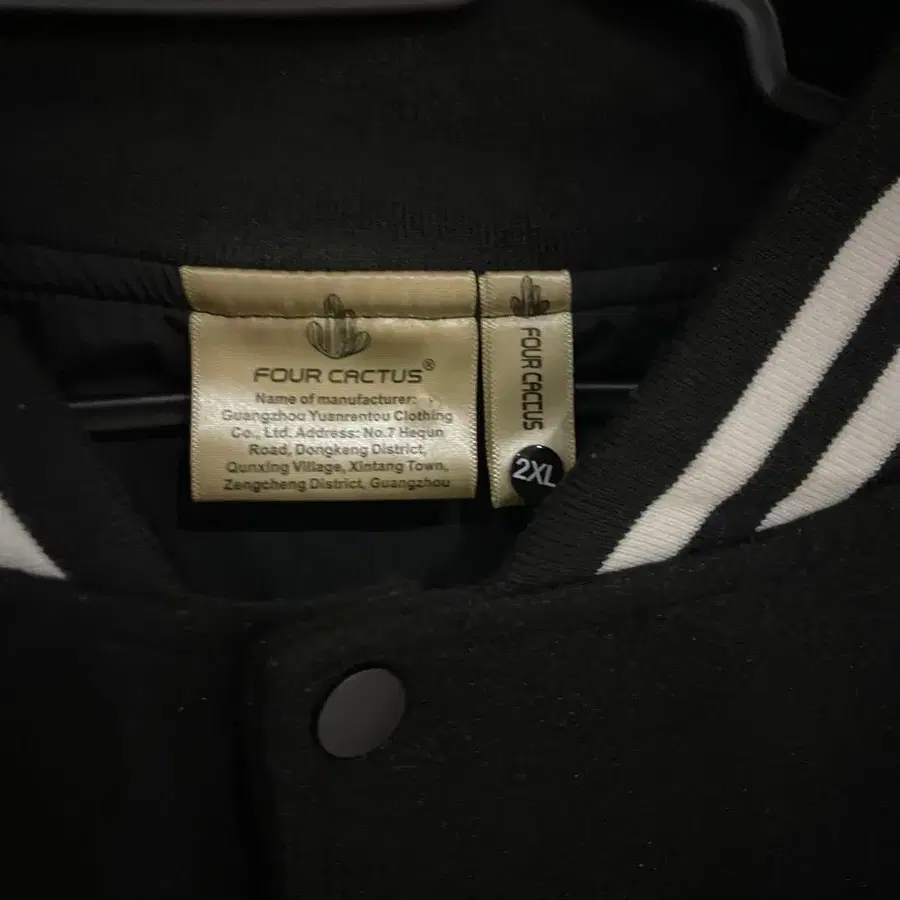 FOUR CACTUS®
Name of manufacturer:
Guangzhou Yuanrentou Clothing
Co., Ltd. Address: No.7 Hequn
Road, Dongkeng District,
Qunxing Village, Xintang Town,
Zengcheng District, Guangzhou
FOUR CACCUS
2XL